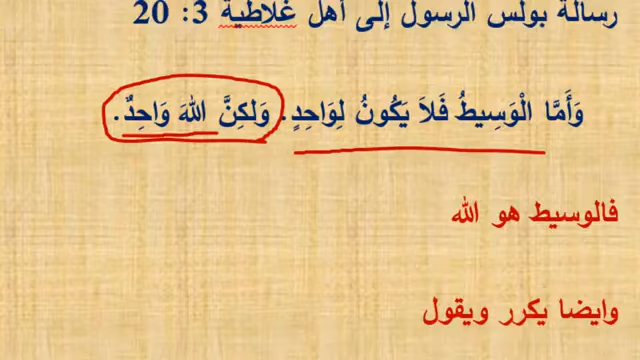 رسالة بولس الرسول إلى أهل غلاطية 3: 20
وَأَمَّا الْوَسِيطُ فَلاَ يَكُونُ لِوَاحِدٍ. وَلكِنَّ اللهَ وَاحِدٌ.
فالوسيط هو الله
وايضا يكرر ويقول